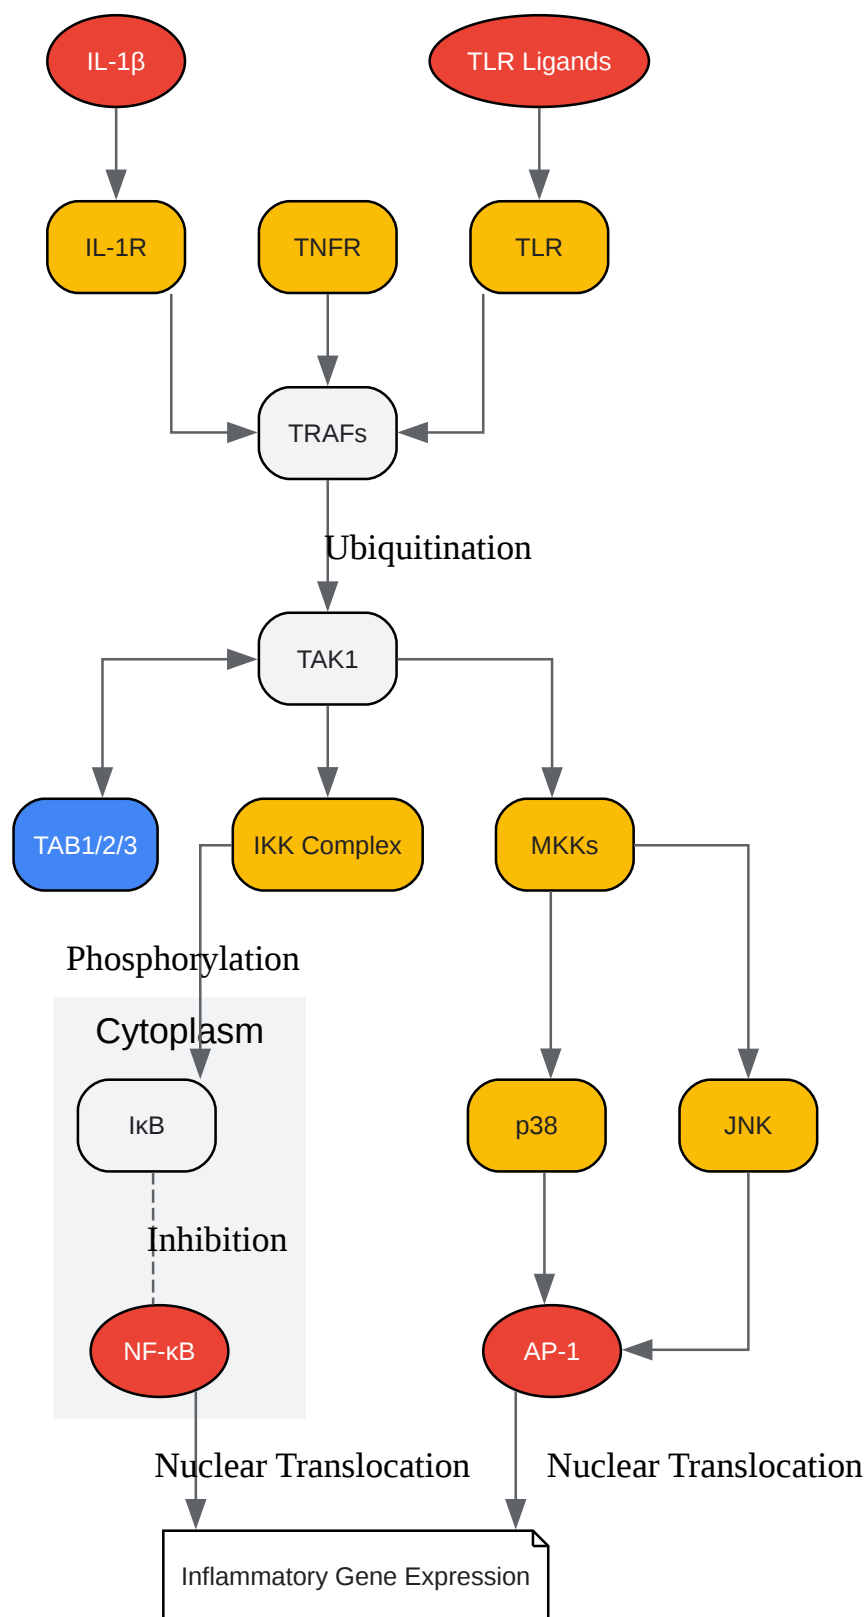 IL-1β
TLR Ligands
IL-1R
TNFR
TLR
TRAFs
Ubiquitination
TAK1
TAB1/2/3
IKK Complex
MKKs
Phosphorylation
Cytoplasm
IκB
p38
JNK
Inhibition
NF-κB
AP-1
Nuclear Translocation
Nuclear Translocation
Inflammatory Gene Expression